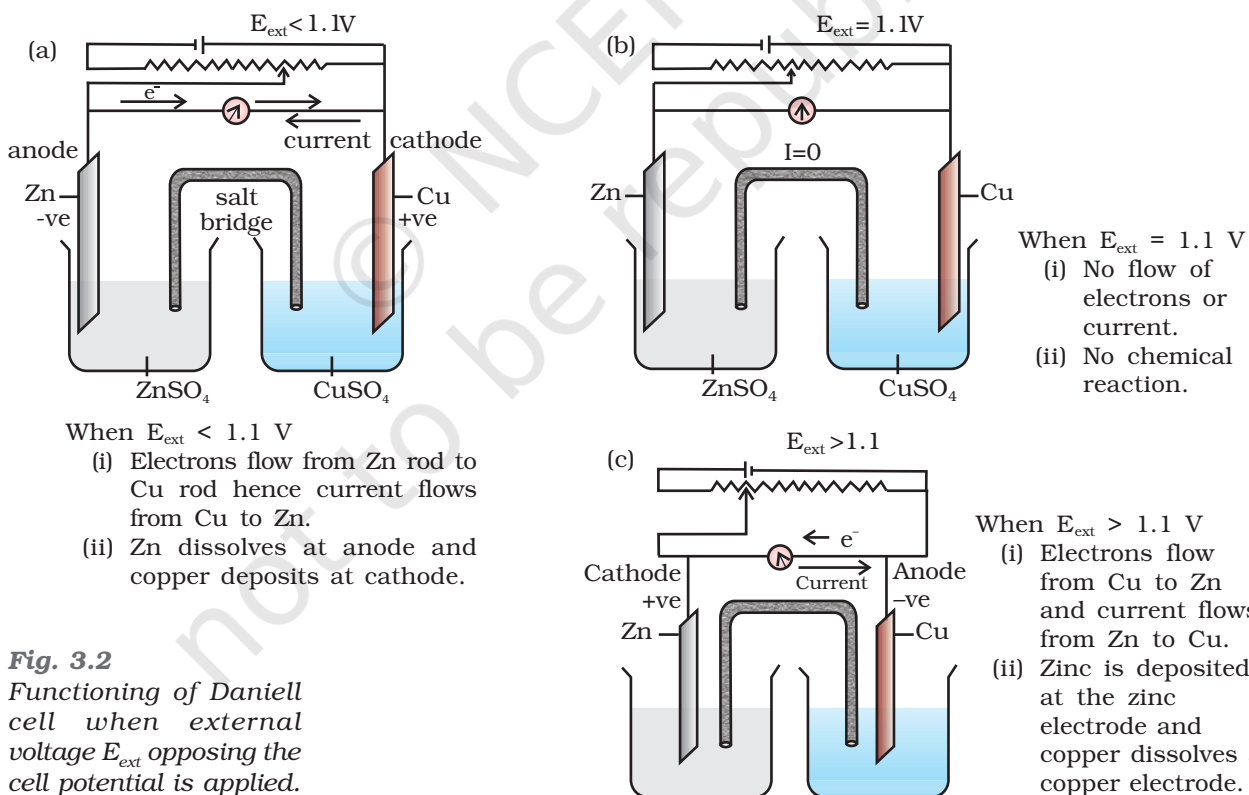 (a)
E_ext < 1.1V
e⁻
current
anode
cathode
Zn
-ve
salt
bridge
Cu
+ve
ZnSO₄
CuSO₄
When E_ext < 1.1 V
(i) Electrons flow from Zn rod to
Cu rod hence current flows
from Cu to Zn.
(ii) Zn dissolves at anode and
copper deposits at cathode.
(b)
E_ext = 1.1V
I=0
Zn
Cu
ZnSO₄
CuSO₄
When E_ext = 1.1 V
(i) No flow of
electrons or
current.
(ii) No chemical
reaction.
(c)
E_ext >1.1
e⁻
Current
Cathode
+ve
Anode
–ve
Zn
Cu
When E_ext > 1.1 V
(i) Electrons flow
from Cu to Zn
and current flows
from Zn to Cu.
(ii) Zinc is deposited
at the zinc
electrode and
copper dissolves
copper electrode.
Fig. 3.2
Functioning of Daniell
cell when external
voltage E_ext opposing the
cell potential is applied.
© NCE
not to be republi